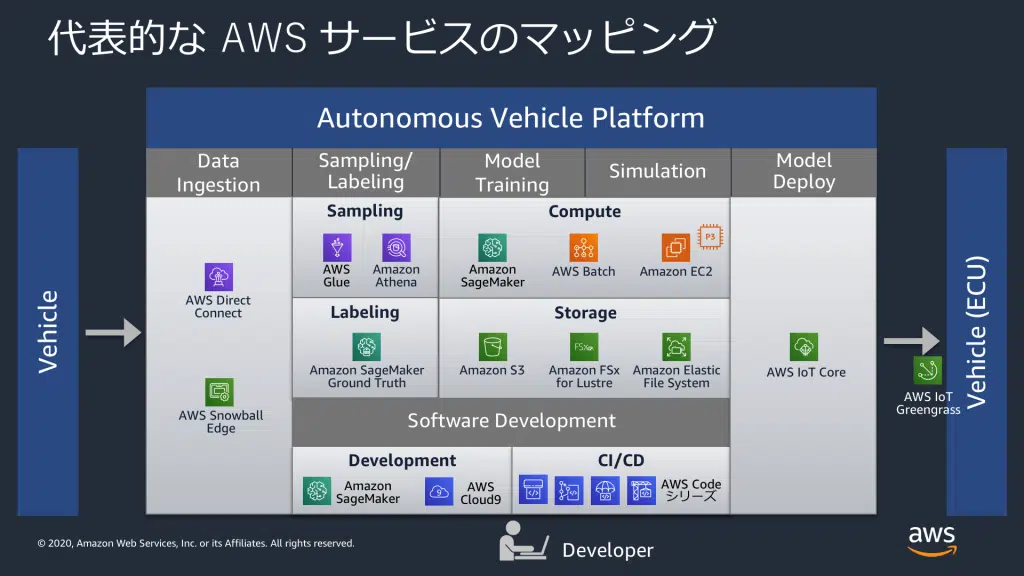 代表的な AWS サービスのマッピング
Autonomous Vehicle Platform
Data
Ingestion
Sampling/
Labeling
Model
Training
Simulation
Model
Deploy
Vehicle
AWS Direct
Connect
AWS Snowball
Edge
Sampling
AWS
Glue
Amazon
Athena
Labeling
Amazon SageMaker
Ground Truth
Compute
Amazon
SageMaker
AWS Batch
P3
Amazon EC2
Storage
Amazon S3
FSx
Amazon FSx
for Lustre
Amazon Elastic
File System
AWS IoT Core
Vehicle (ECU)
AWS IoT
Greengrass
Software Development
Development
Amazon
SageMaker
9
AWS
Cloud9
CI/CD
AWS Code
シリーズ
Developer
© 2020, Amazon Web Services, Inc. or its Affiliates. All rights reserved.
aws